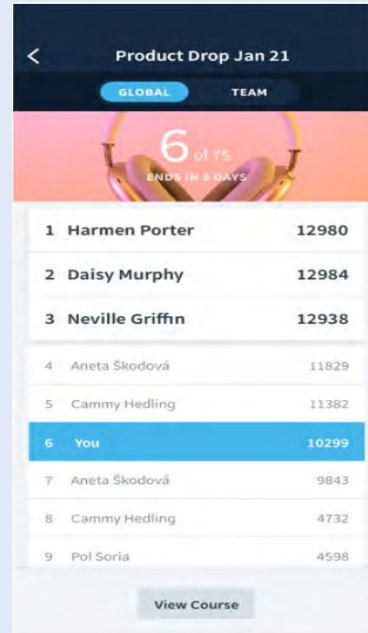 Product Drop Jan 21
GLOBAL TEAM
6 of 75
ENDS IN 8 DAYS
1 Harmen Porter 12980
2 Daisy Murphy 12984
3 Neville Griffin 12938
4 Aneta Škodová 11829
5 Cammy Hedling 11382
6 You 10299
7 Aneta Škodová 9843
8 Cammy Hedling 4732
9 Pol Soria 4598
View Course